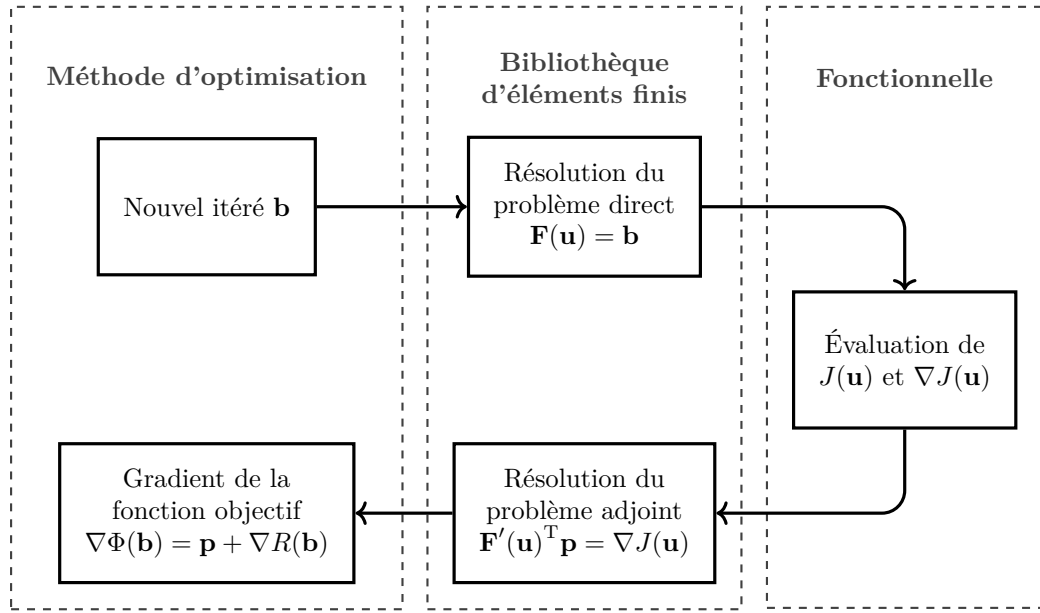 Méthode d'optimisation
Bibliothèque
d'éléments finis
Fonctionnelle
Nouvel itéré b
Résolution du
problème direct
F(u) = b
Évaluation de
J(u) et ∇J(u)
Résolution du
problème adjoint
F′(u)ᵀp = ∇J(u)
Gradient de la
fonction objectif
∇Φ(b) = p + ∇R(b)